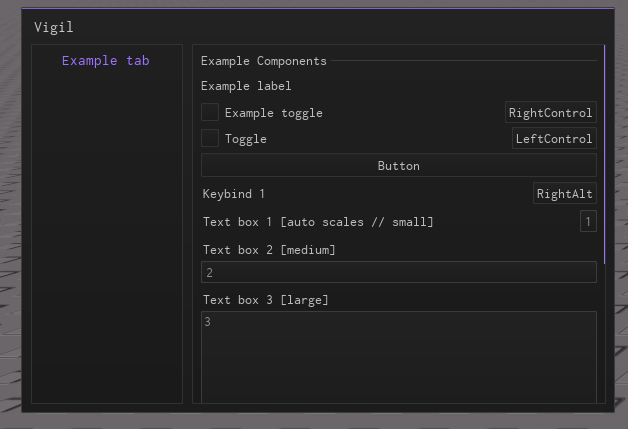 Vigil
Example tab
Example Components
Example label
Example toggle RightControl
Toggle LeftControl
Button
Keybind 1 RightAlt
Text box 1 [auto scales // small] 1
Text box 2 [medium]
2
Text box 3 [large]
3